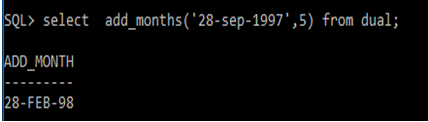 SQL> select  add_months('28-sep-1997',5) from dual;
ADD_MONTH
---------
28-FEB-98